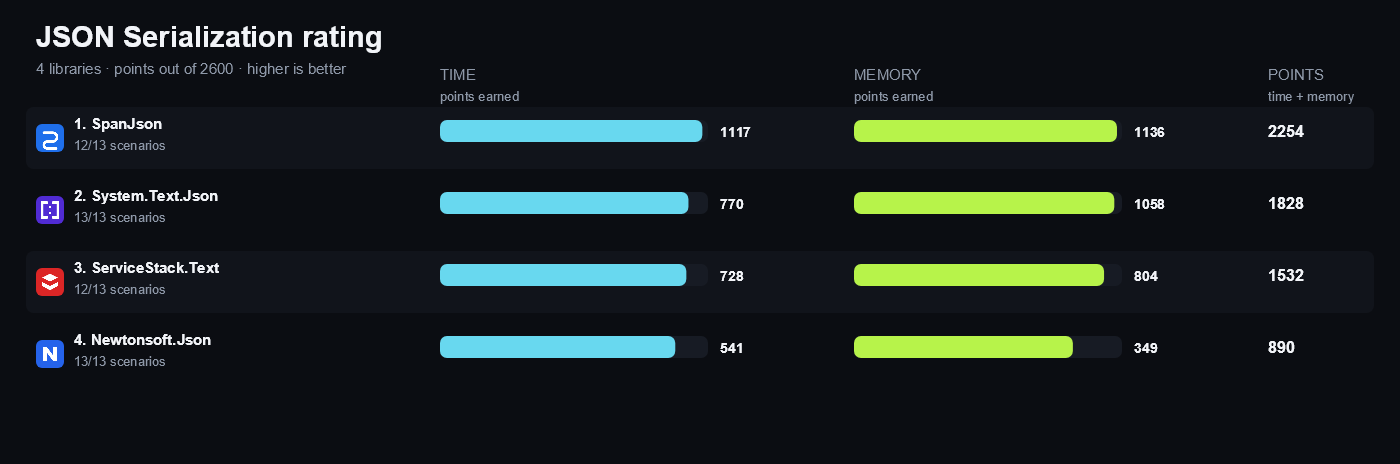 JSON Serialization rating
4 libraries · points out of 2600 · higher is better
TIME
points earned
MEMORY
points earned
POINTS
time + memory
1. SpanJson
12/13 scenarios
1117
1136
2254
2. System.Text.Json
13/13 scenarios
770
1058
1828
3. ServiceStack.Text
12/13 scenarios
728
804
1532
N
4. Newtonsoft.Json
13/13 scenarios
541
349
890